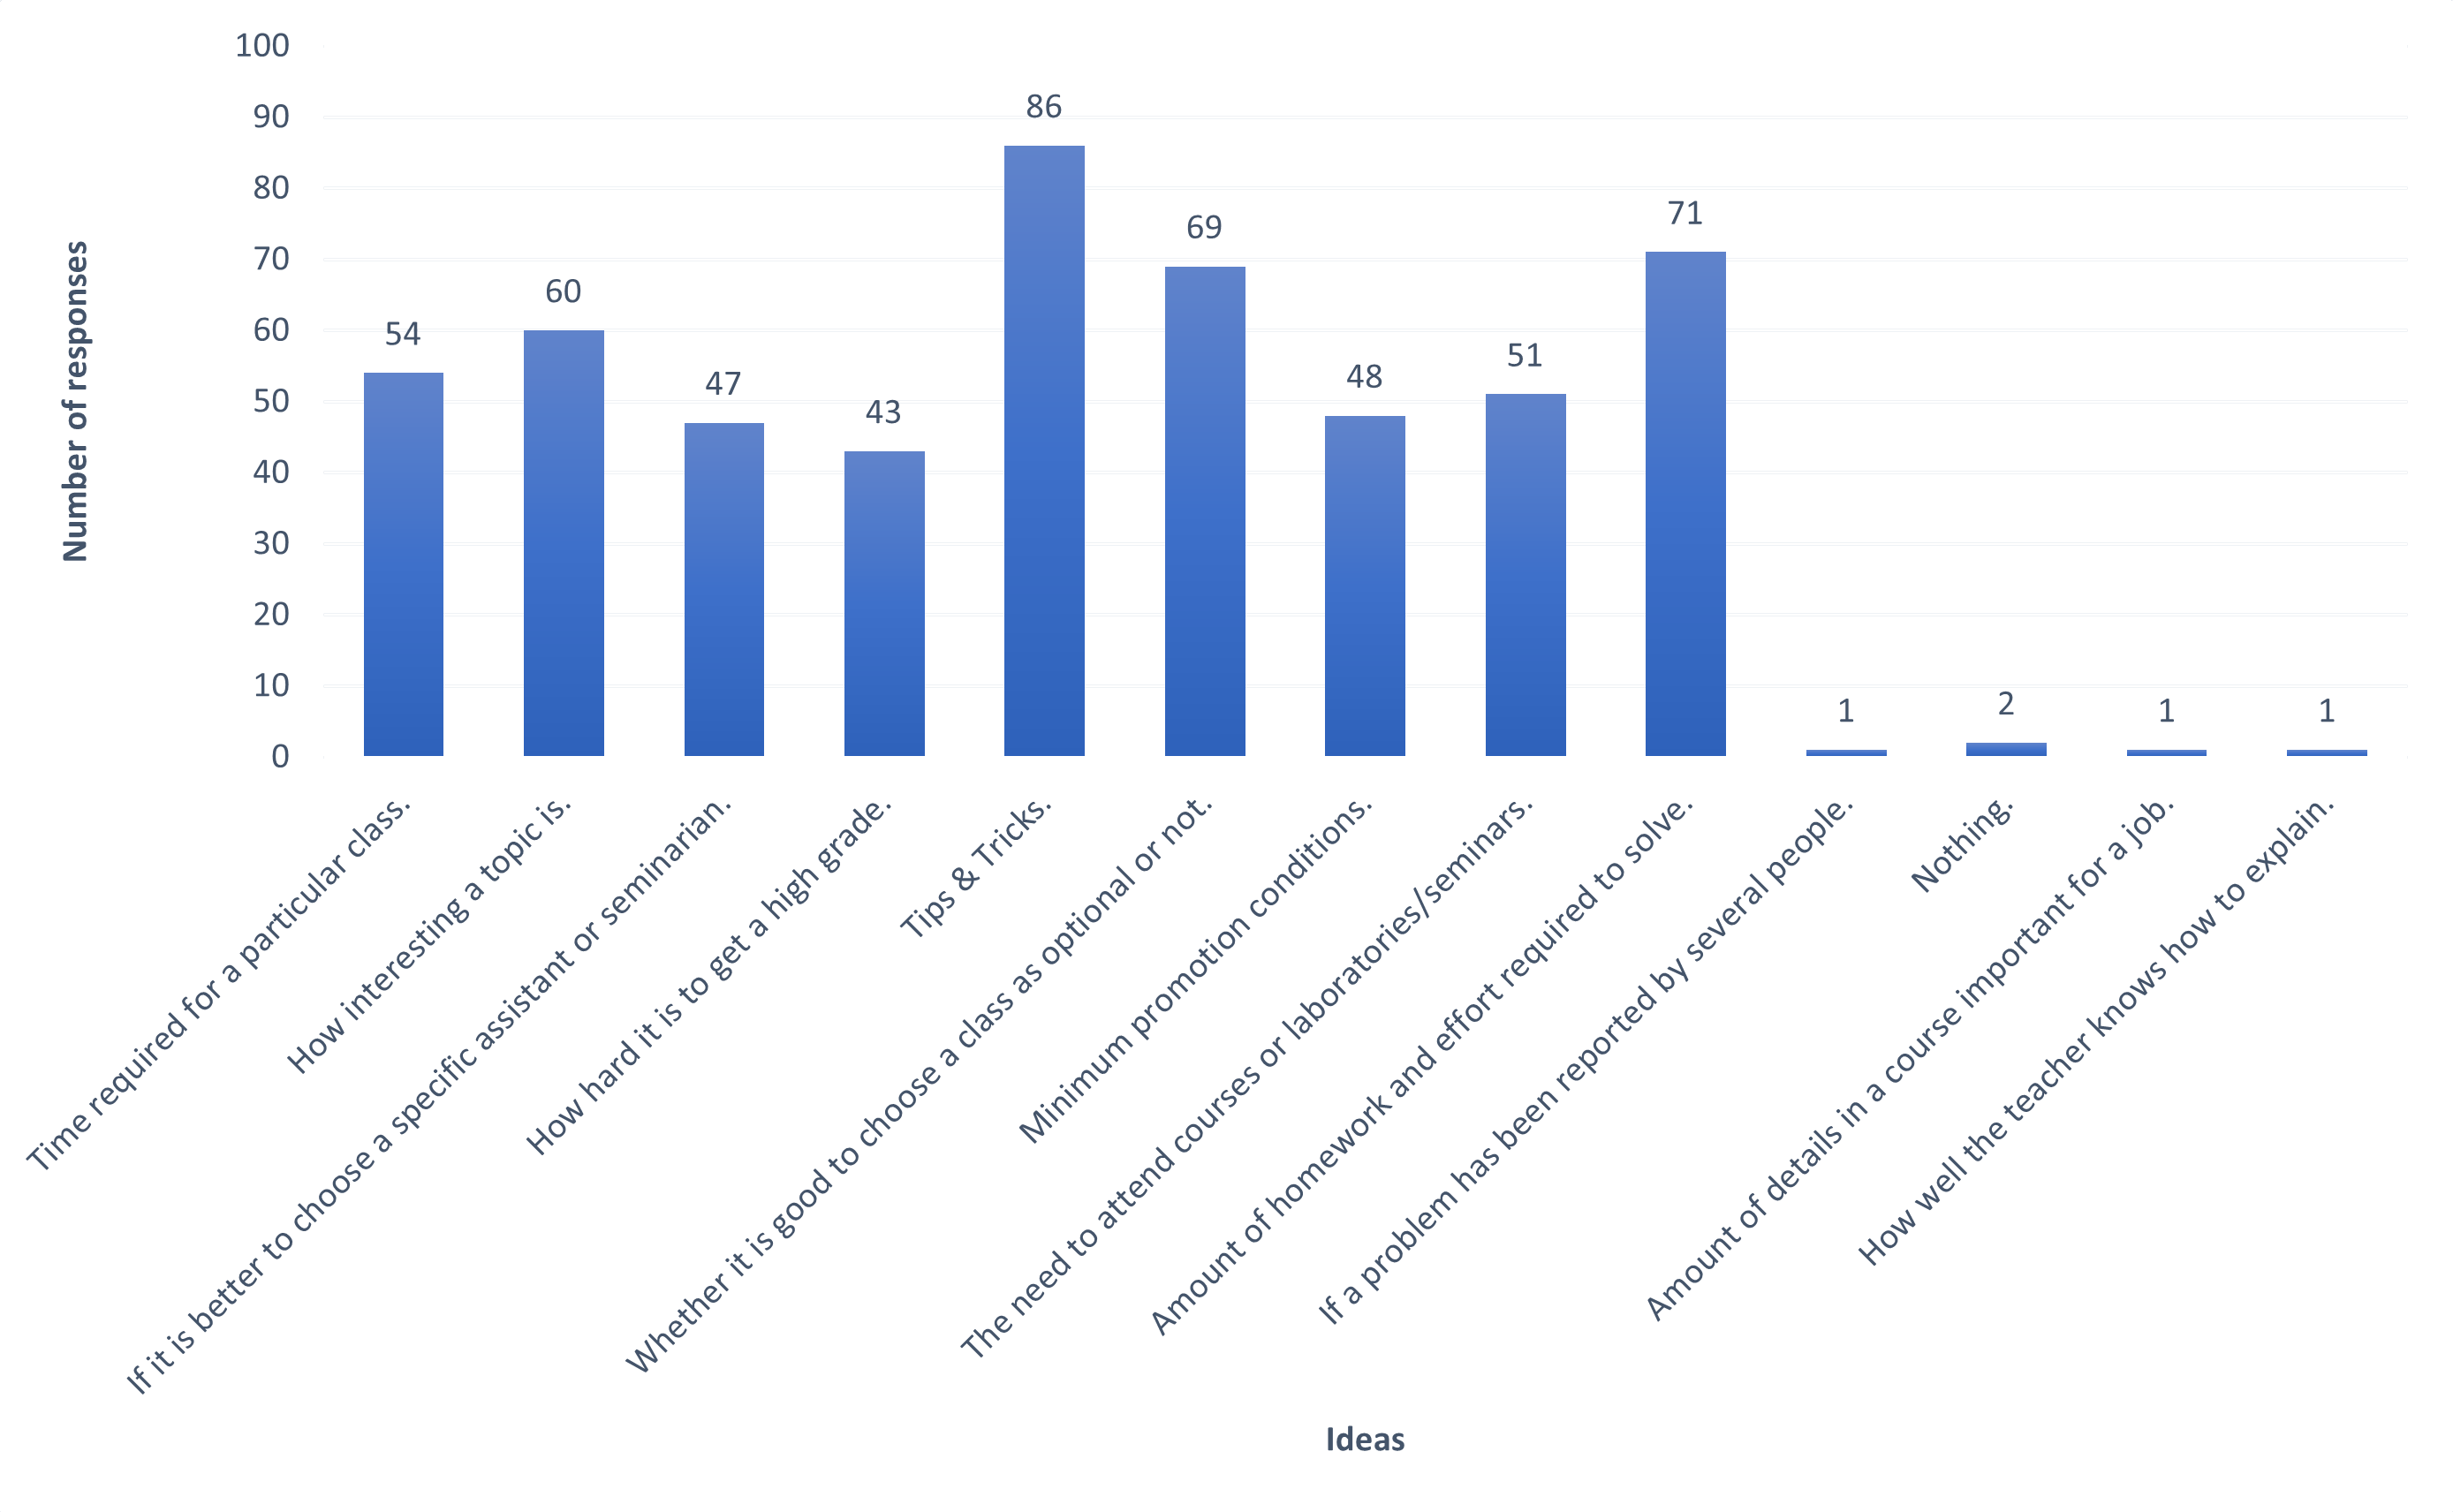 Number of responses
100
90
80
70
60
50
40
30
20
10
0
54
60
47
43
86
69
48
51
71
1
2
1
1
Time required for a particular class.
How interesting a topic is.
If it is better to choose a specific assistant or seminarian.
How hard it is to get a high grade.
Tips & Tricks.
Whether it is good to choose a class as optional or not.
Minimum promotion conditions.
The need to attend courses or laboratories/seminars.
Amount of homework and effort required to solve.
If a problem has been reported by several people.
Nothing.
Amount of details in a course important for a job.
How well the teacher knows how to explain.
Ideas